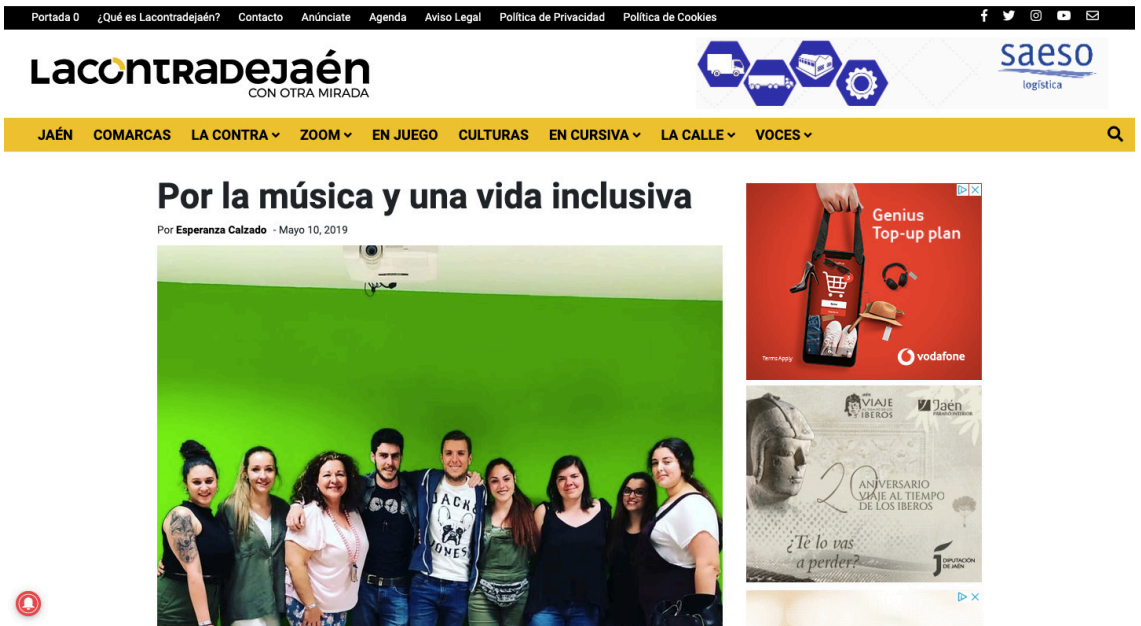 Portada 0 ¿Qué es Lacontradejaén? Contacto Anúnciate Agenda Aviso Legal Política de Privacidad Política de Cookies
LaCONTRADEJAÉN
CON OTRA MIRADA
saeso
logística
JAÉN COMARCAS LA CONTRA ZOOM EN JUEGO CULTURAS EN CURSIVA LA CALLE VOCES
Por la música y una vida inclusiva
Por Esperanza Calzado - Mayo 10, 2019
JACK
JONES
Genius
Top-up plan
Terms Apply
vodafone
VIAJE
IBEROS
Jaén
20 ANIVERSARIO
VIAJE AL TIEMPO
DE LOS IBEROS
¿Te lo vas
a perder?
DIPUTACIÓN
DE JAÉN